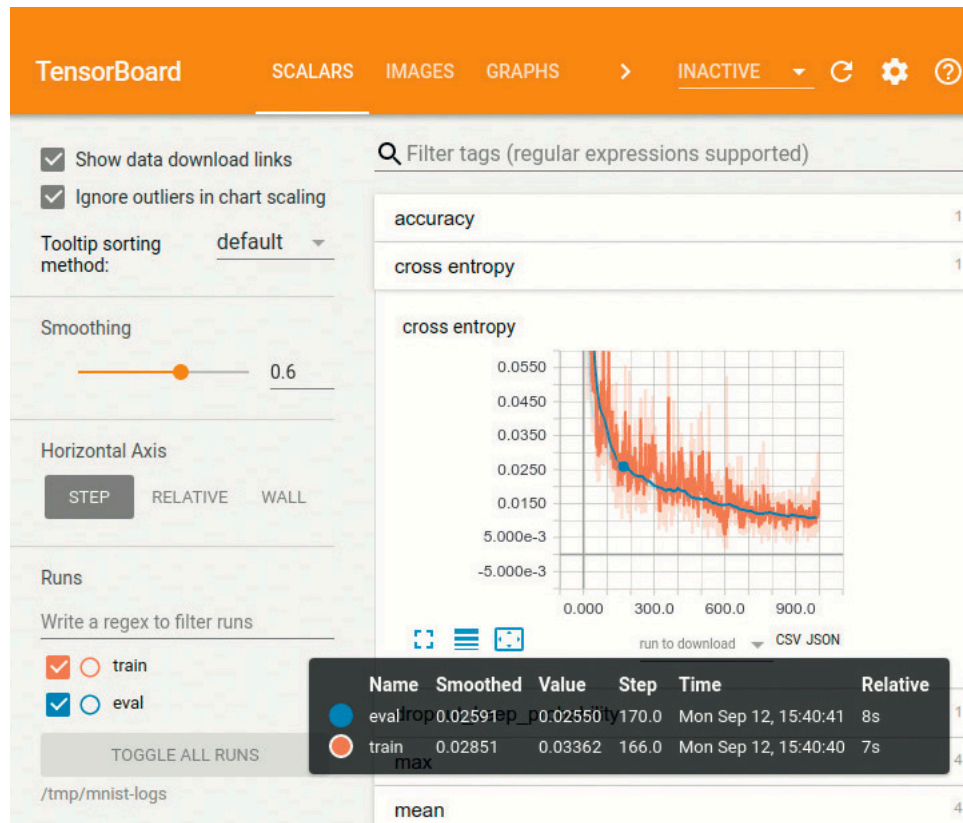 TensorBoard SCALARS IMAGES GRAPHS INACTIVE
Show data download links
Ignore outliers in chart scaling
Tooltip sorting method: default
Smoothing
0.6
Horizontal Axis
STEP RELATIVE WALL
Runs
Write a regex to filter runs
train
eval
TOGGLE ALL RUNS
/tmp/mnist-logs
Filter tags (regular expressions supported)
accuracy 1
cross entropy 1
cross entropy
0.0550
0.0450
0.0350
0.0250
0.0150
5.000e-3
-5.000e-3
0.000 300.0 600.0 900.0
run to download CSV JSON
Name Smoothed Value Step Time Relative
eval 0.02591 0.02550 170.0 Mon Sep 12, 15:40:41 8s
train 0.02851 0.03362 166.0 Mon Sep 12, 15:40:40 7s
dropout_keep_probability 1
max 4
mean 4